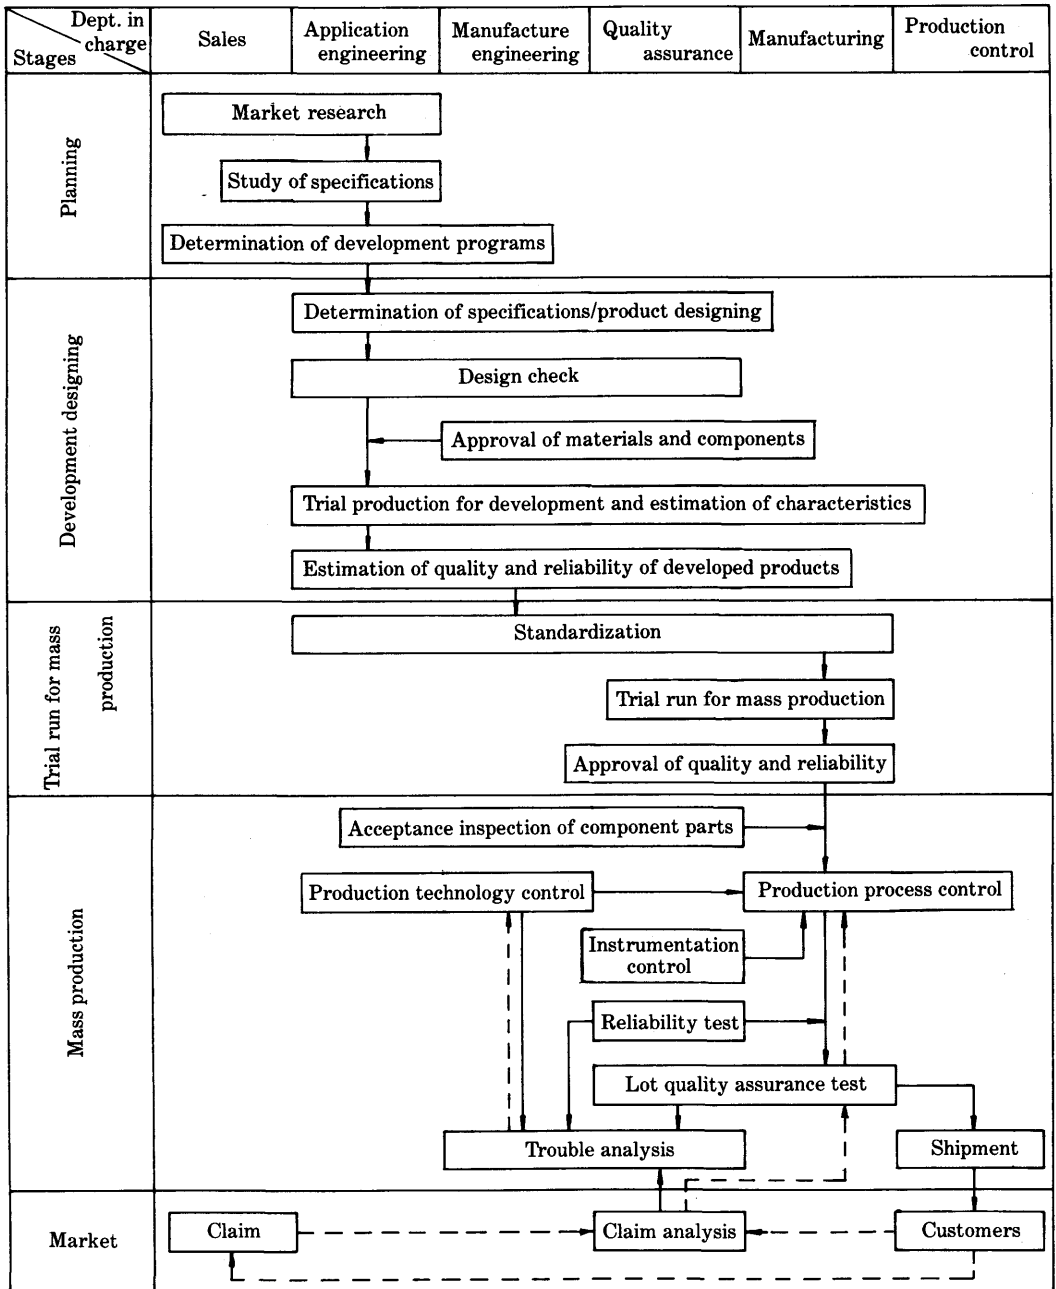 Dept. in
charge
Stages
Sales
Application
engineering
Manufacture
engineering
Quality
assurance
Manufacturing
Production
control
Planning
Market research
Study of specifications
Determination of development programs
Development designing
Determination of specifications/product designing
Design check
Approval of materials and components
Trial production for development and estimation of characteristics
Estimation of quality and reliability of developed products
Trial run for mass
production
Standardization
Trial run for mass production
Approval of quality and reliability
Mass production
Acceptance inspection of component parts
Production technology control
Production process control
Instrumentation
control
Reliability test
Lot quality assurance test
Trouble analysis
Shipment
Market
Claim
Claim analysis
Customers